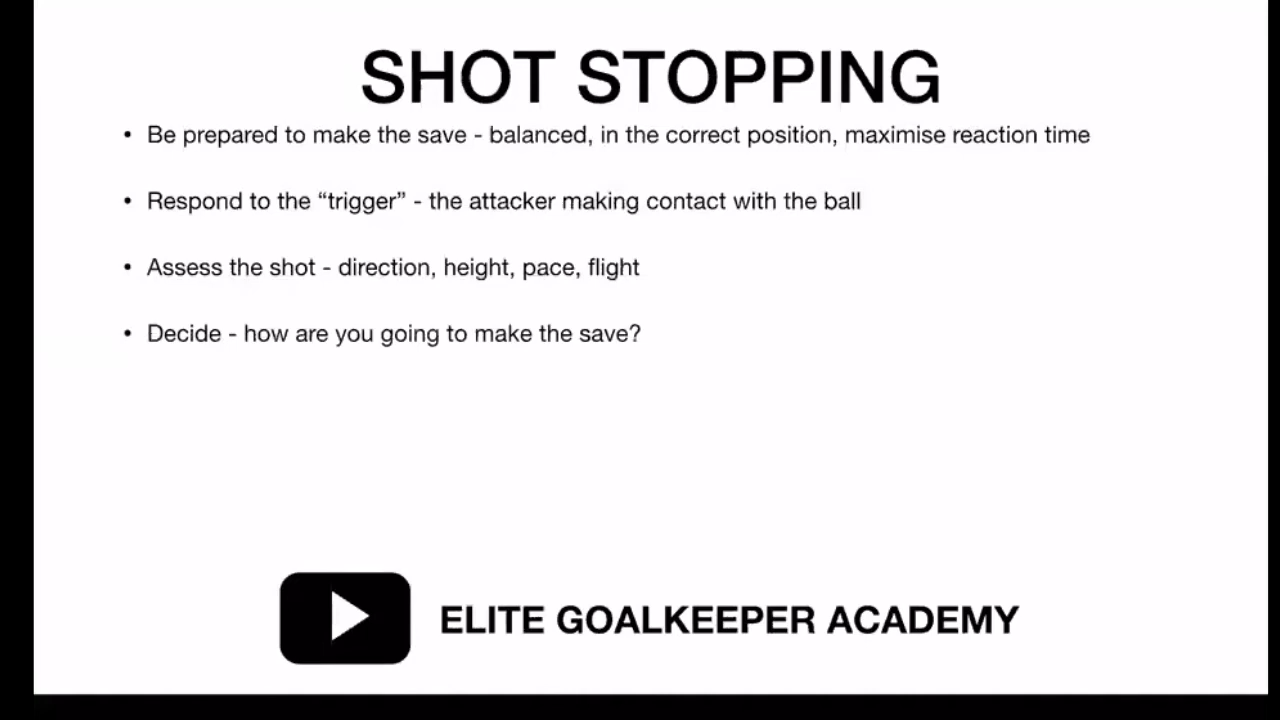 SHOT STOPPING
• Be prepared to make the save - balanced, in the correct position, maximise reaction time
• Respond to the “trigger” - the attacker making contact with the ball
• Assess the shot - direction, height, pace, flight
• Decide - how are you going to make the save?
ELITE GOALKEEPER ACADEMY